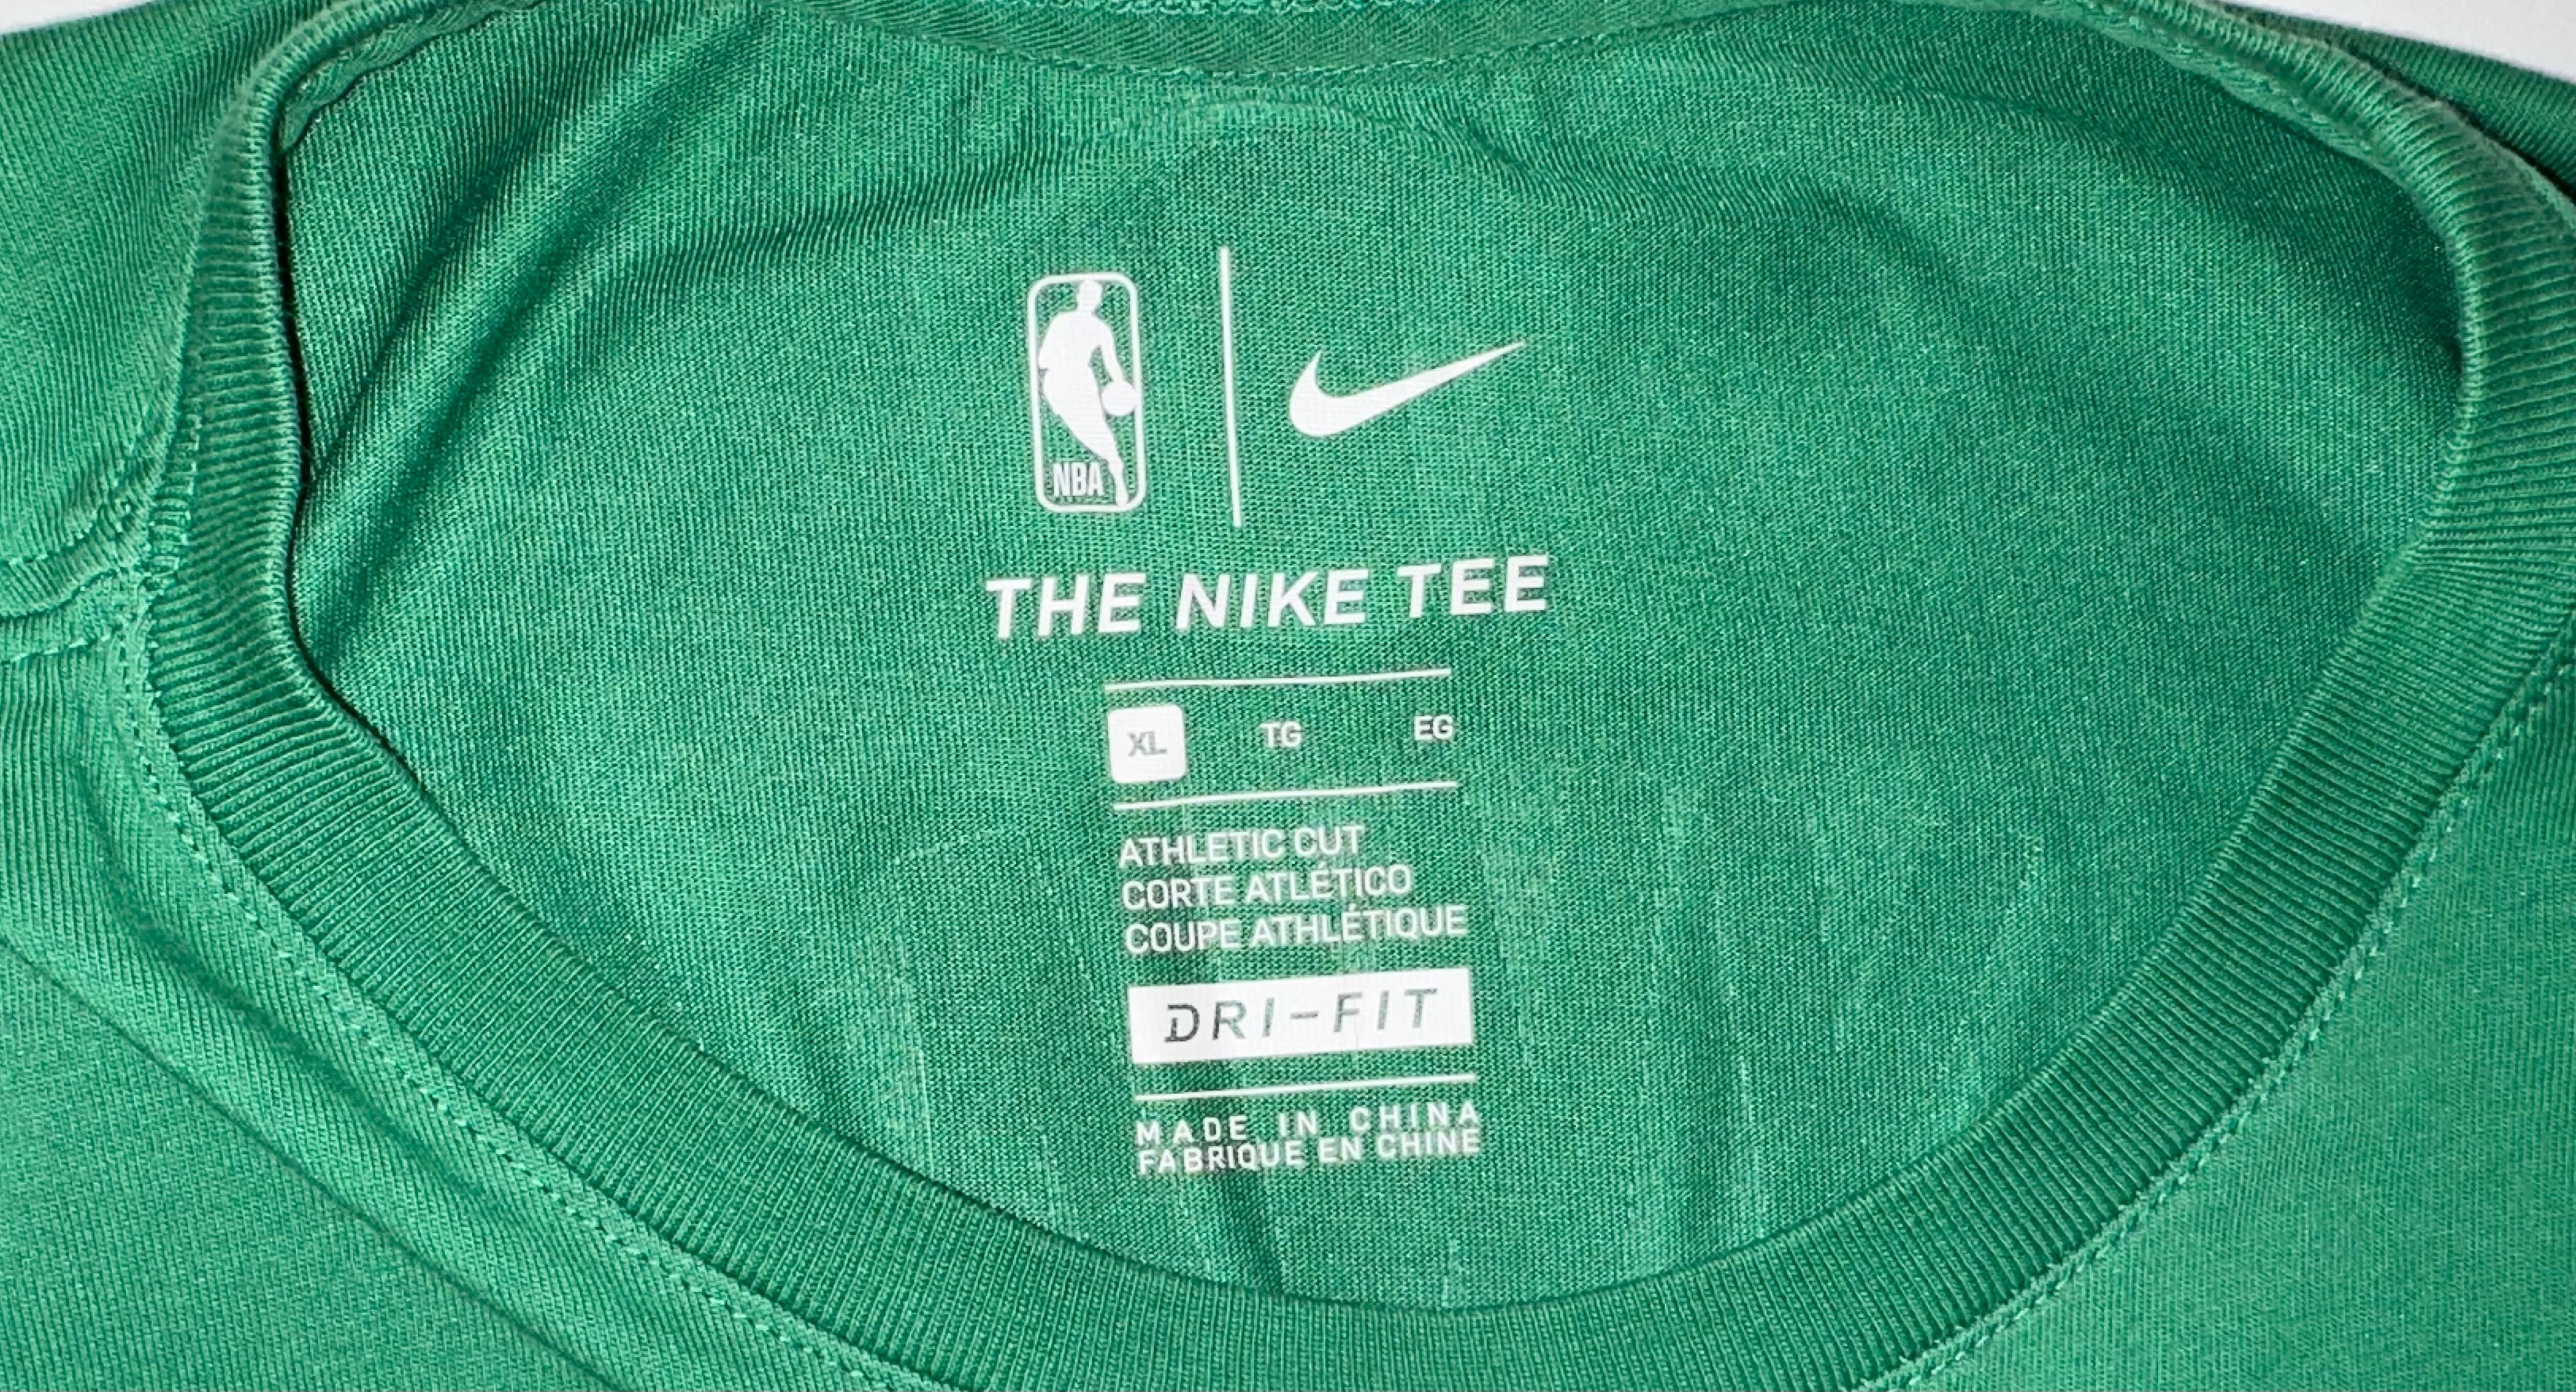 NBA
THE NIKE TEE
XL TG EG
ATHLETIC CUT
CORTE ATLÉTICO
COUPE ATHLÉTIQUE
DRI-FIT
MADE IN CHINA
FABRIQUE EN CHINE